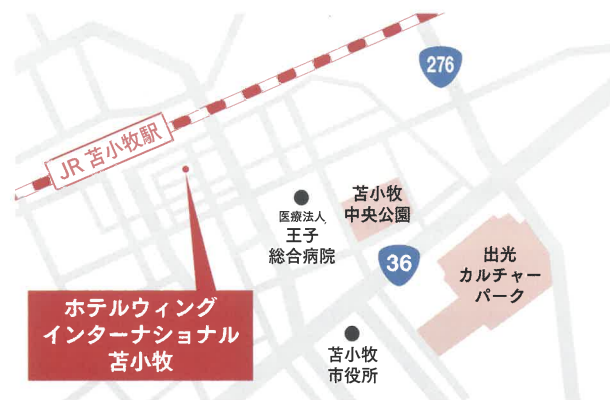 276
JR 苫小牧駅
医療法人
王子
総合病院
苫小牧
中央公園
36
出光
カルチャー
パーク
ホテルウィング
インターナショナル
苫小牧
苫小牧
市役所